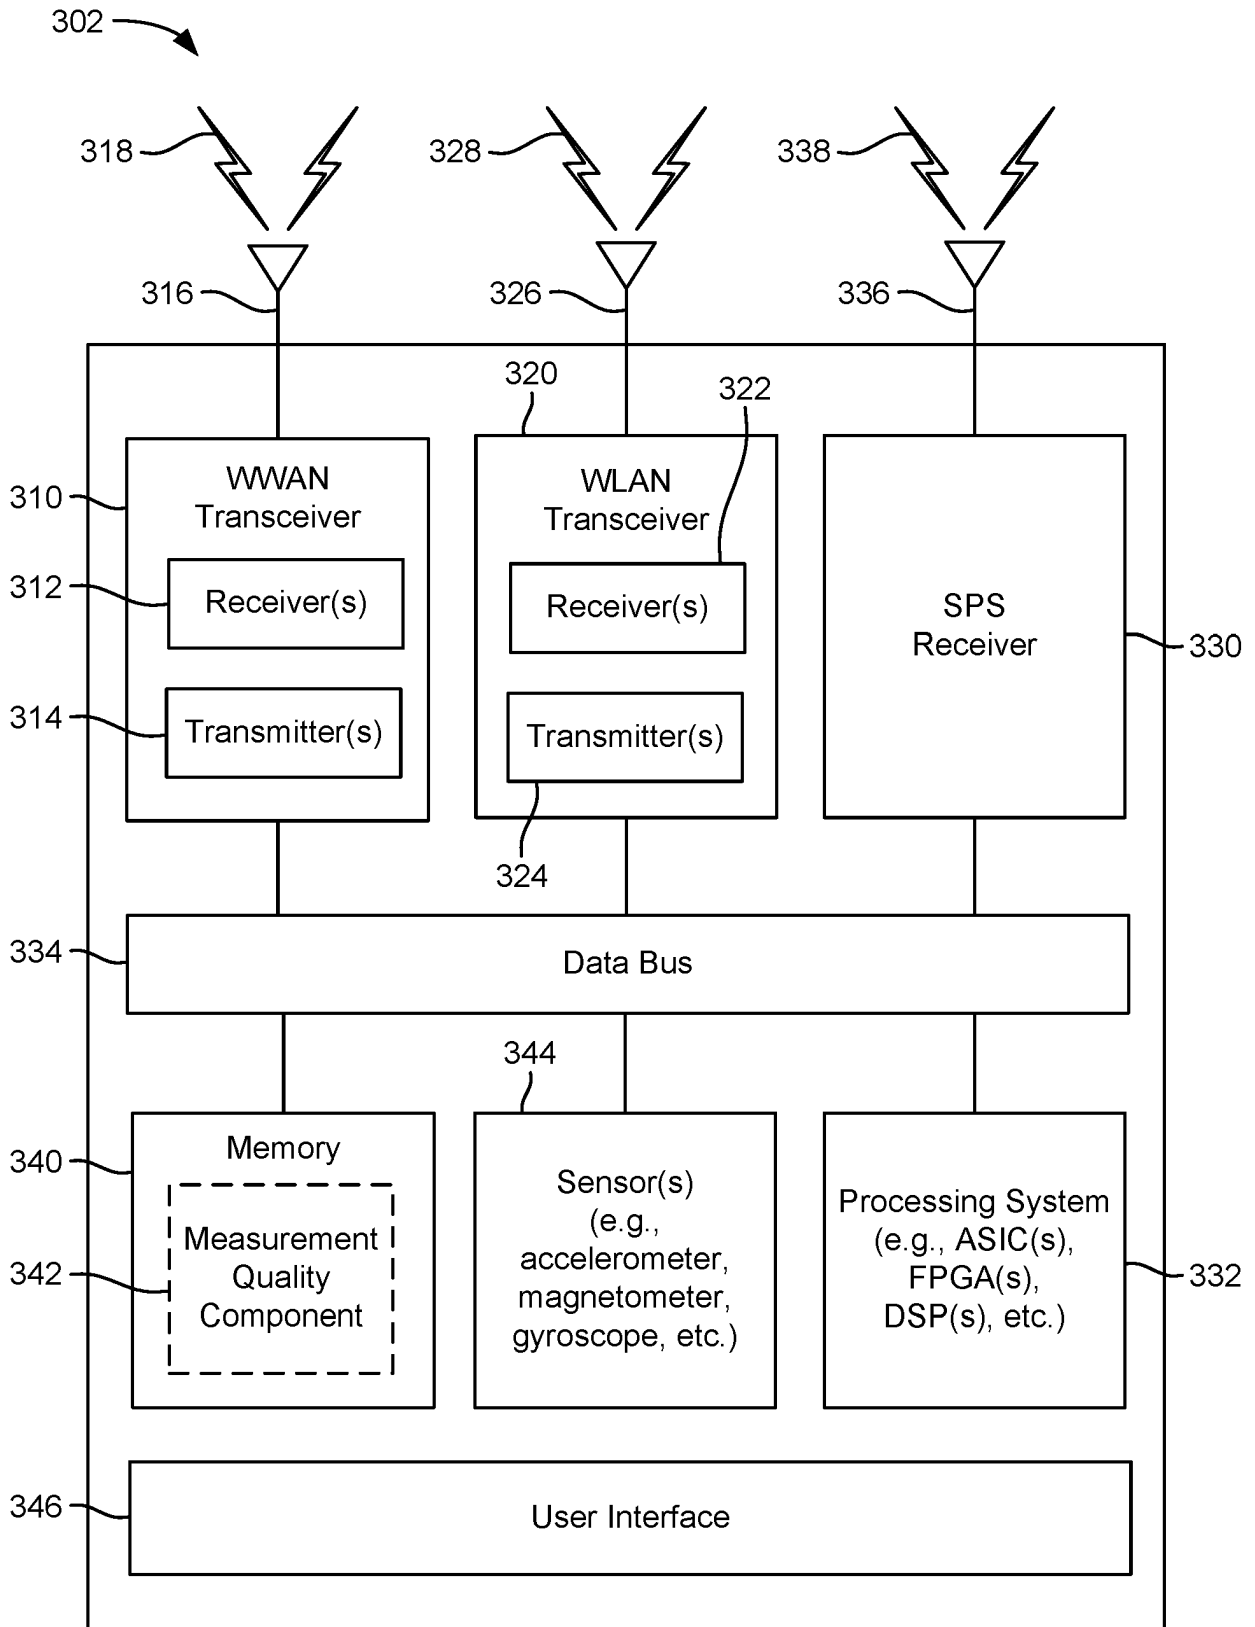 302
318
328
338
316
326
336
320
322
310
WWAN
Transceiver
WLAN
Transceiver
312
Receiver(s)
Receiver(s)
SPS
Receiver
330
314
Transmitter(s)
Transmitter(s)
324
334
Data Bus
344
340
Memory
342
Measurement
Quality
Component
Sensor(s)
(e.g.,
accelerometer,
magnetometer,
gyroscope, etc.)
Processing System
(e.g., ASIC(s),
FPGA(s),
DSP(s), etc.)
332
346
User Interface